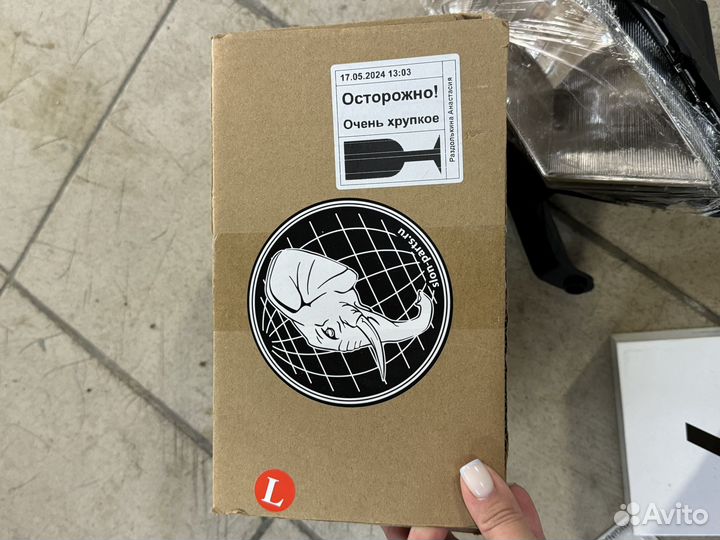 17.05.2024 13:03
Осторожно!
Очень хрупкое
Раздолькина Анастасия
slon-parts.ru
L
Avito